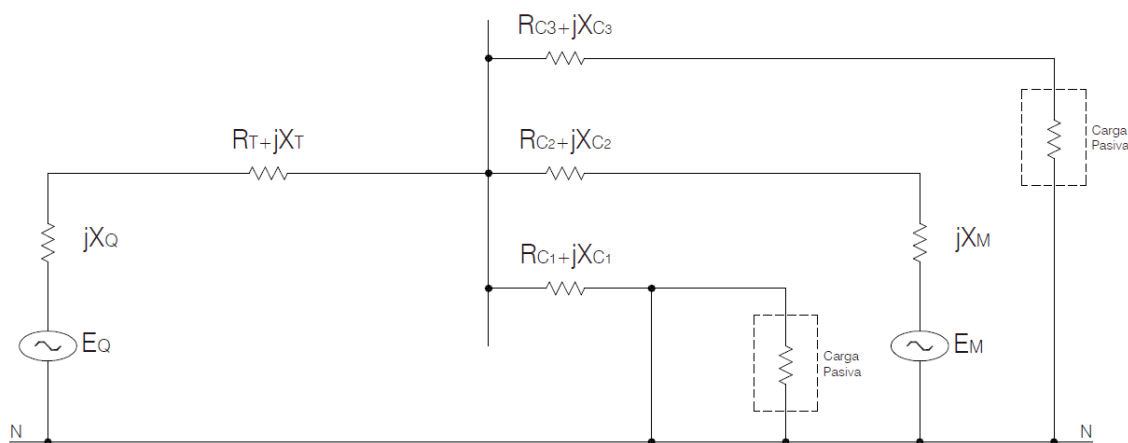 RC3+jXC3
Carga
Pasiva
RT+jXT
RC2+jXC2
jXQ
jXM
RC1+jXC1
EQ
EM
Carga
Pasiva
N
N